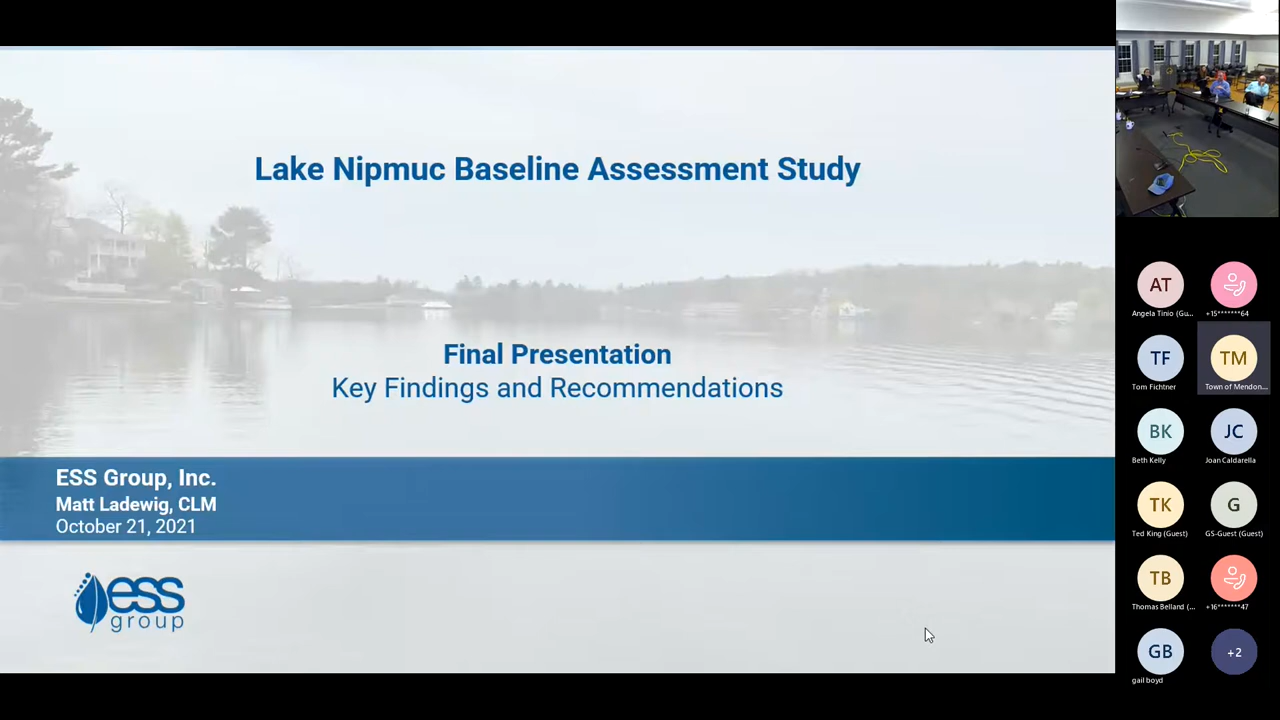 Lake Nipmuc Baseline Assessment Study
Final Presentation
Key Findings and Recommendations
ESS Group, Inc.
Matt Ladewig, CLM
October 21, 2021
ess
group
AT
Angela Tinio (Gu...
+15*******64
TF
Tom Fichtner
TM
Town of Mendon...
BK
Beth Kelly
JC
Joan Caldarella
TK
Ted King (Guest)
G
GS-Guest (Guest)
TB
Thomas Belland (...
+16*******47
GB
gail boyd
+2